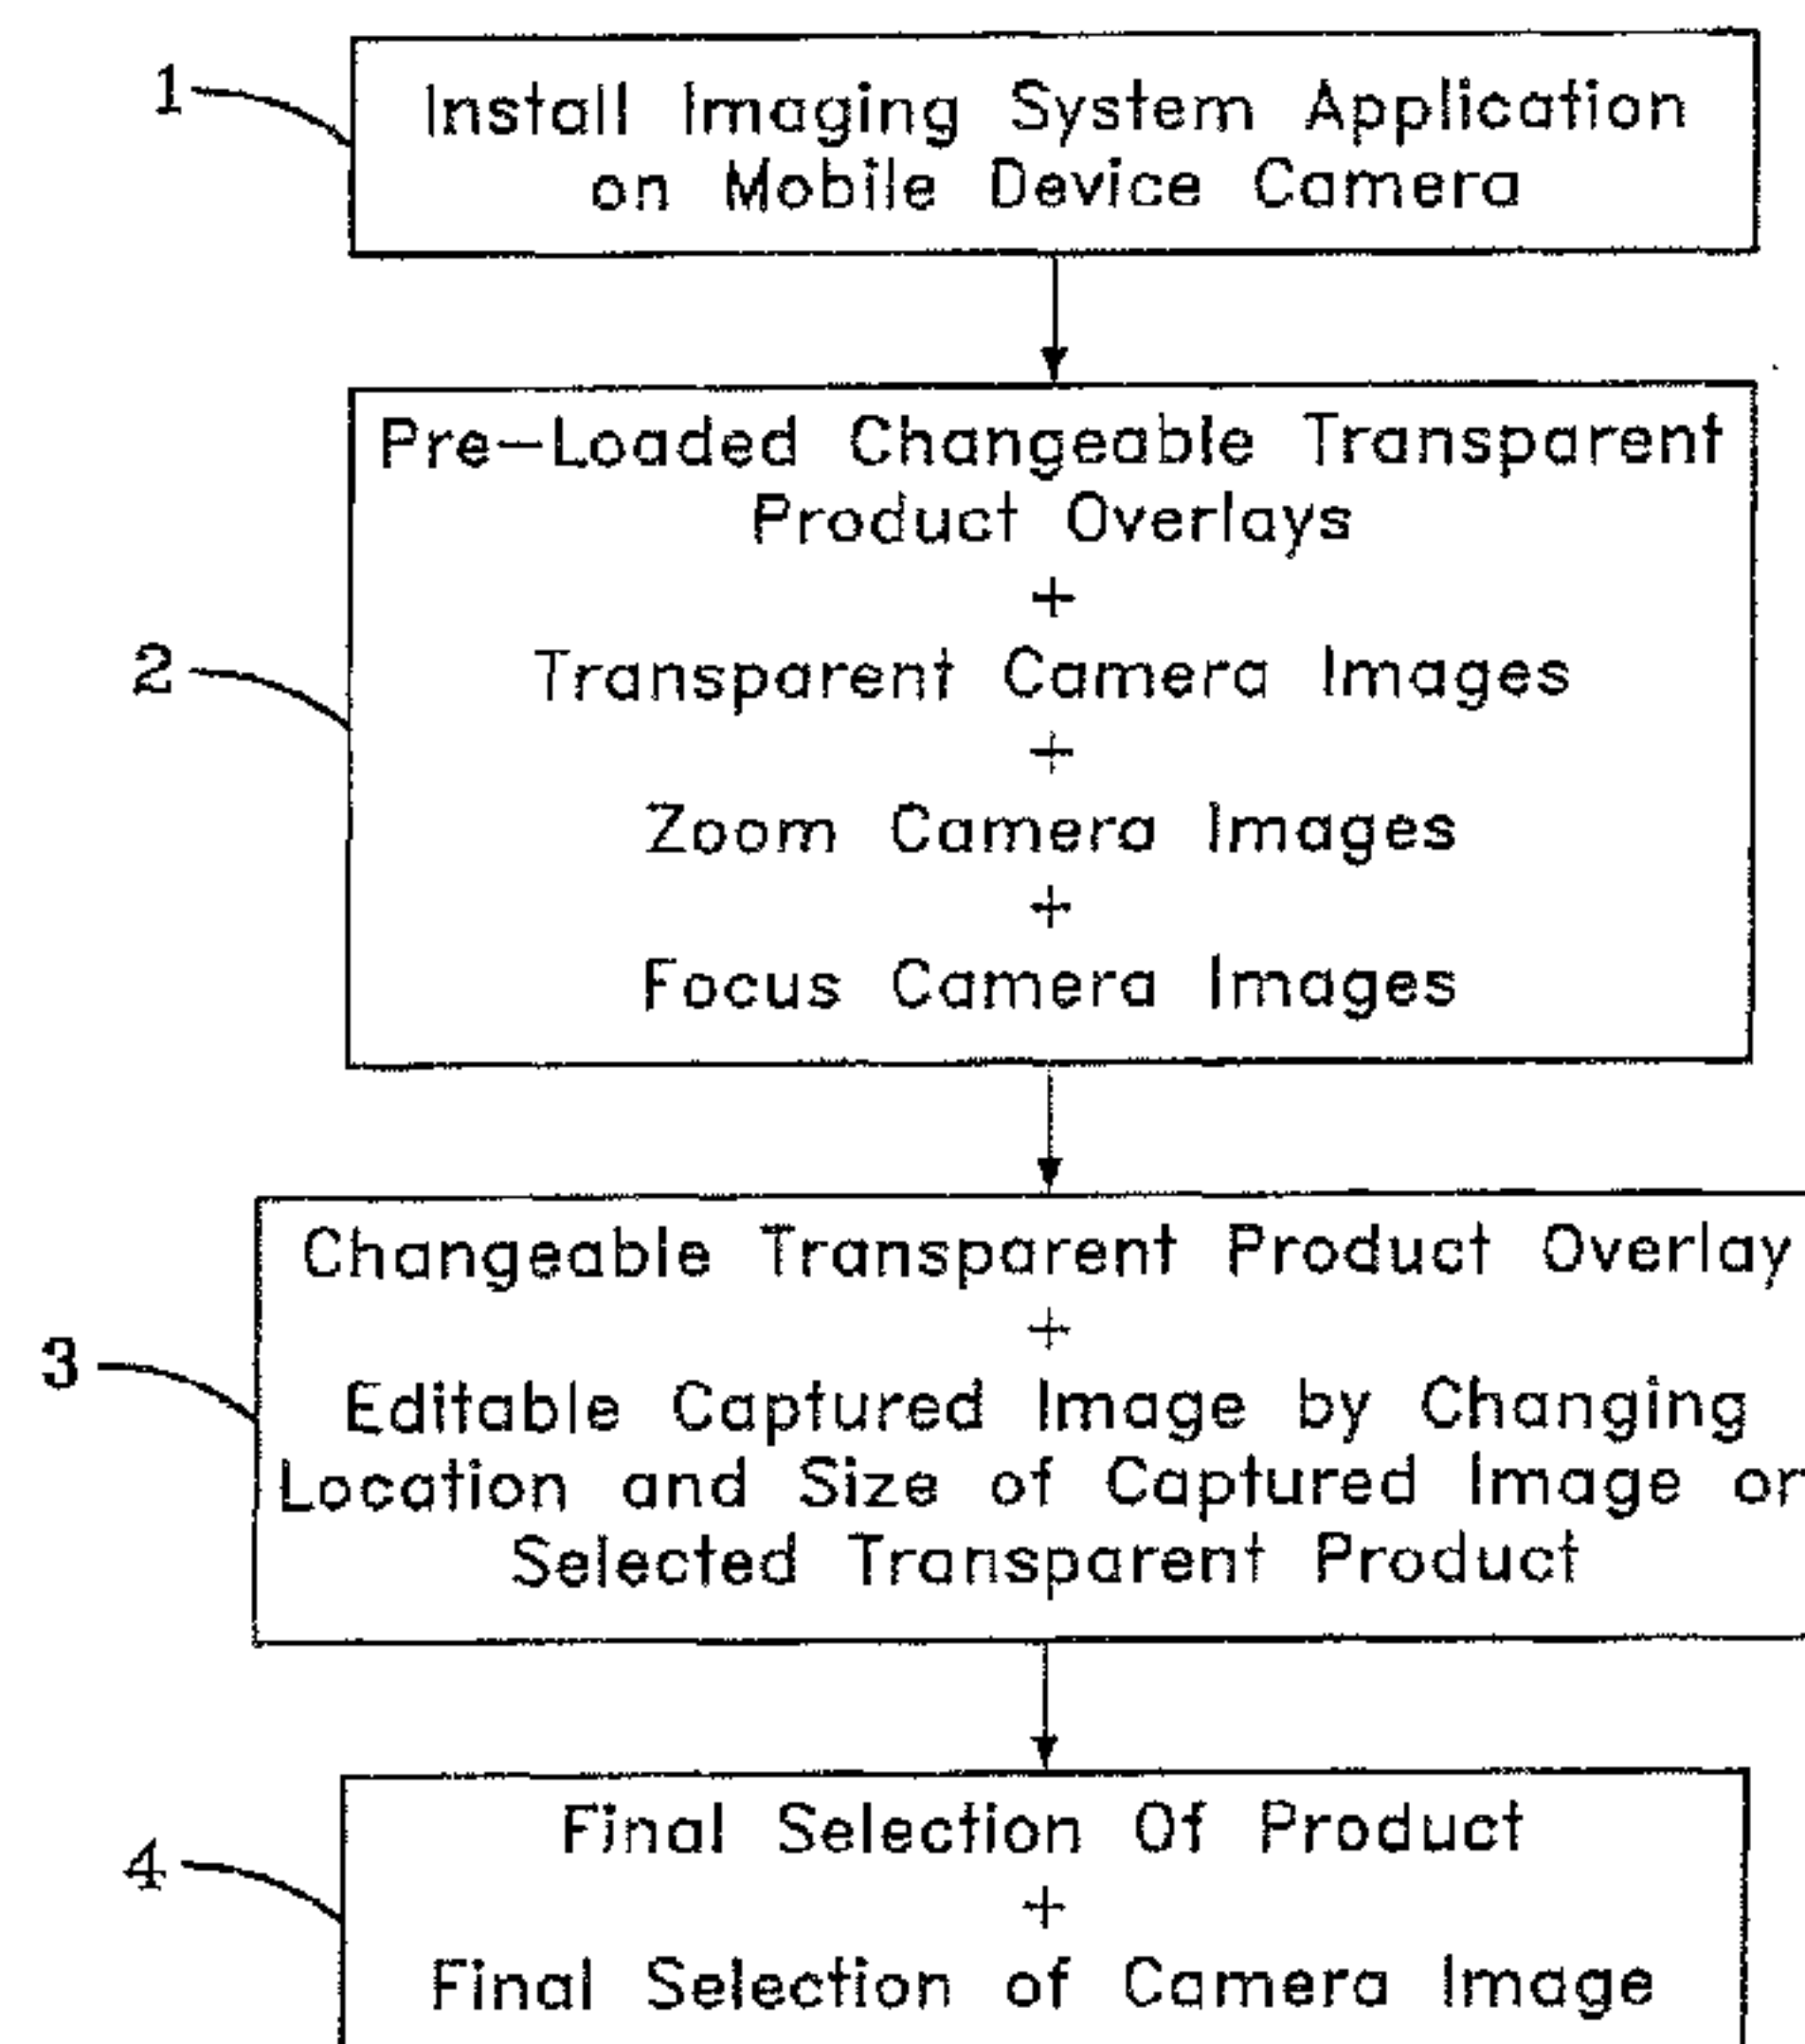 1
Install Imaging System Application
on Mobile Device Camera
2
Pre-Loaded Changeable Transparent
Product Overlays
+
Transparent Camera Images
+
Zoom Camera Images
+
Focus Camera Images
3
Changeable Transparent Product Overlay
+
Editable Captured Image by Changing
Location and Size of Captured Image or
Selected Transparent Product
4
Final Selection Of Product
+
Final Selection of Camera Image